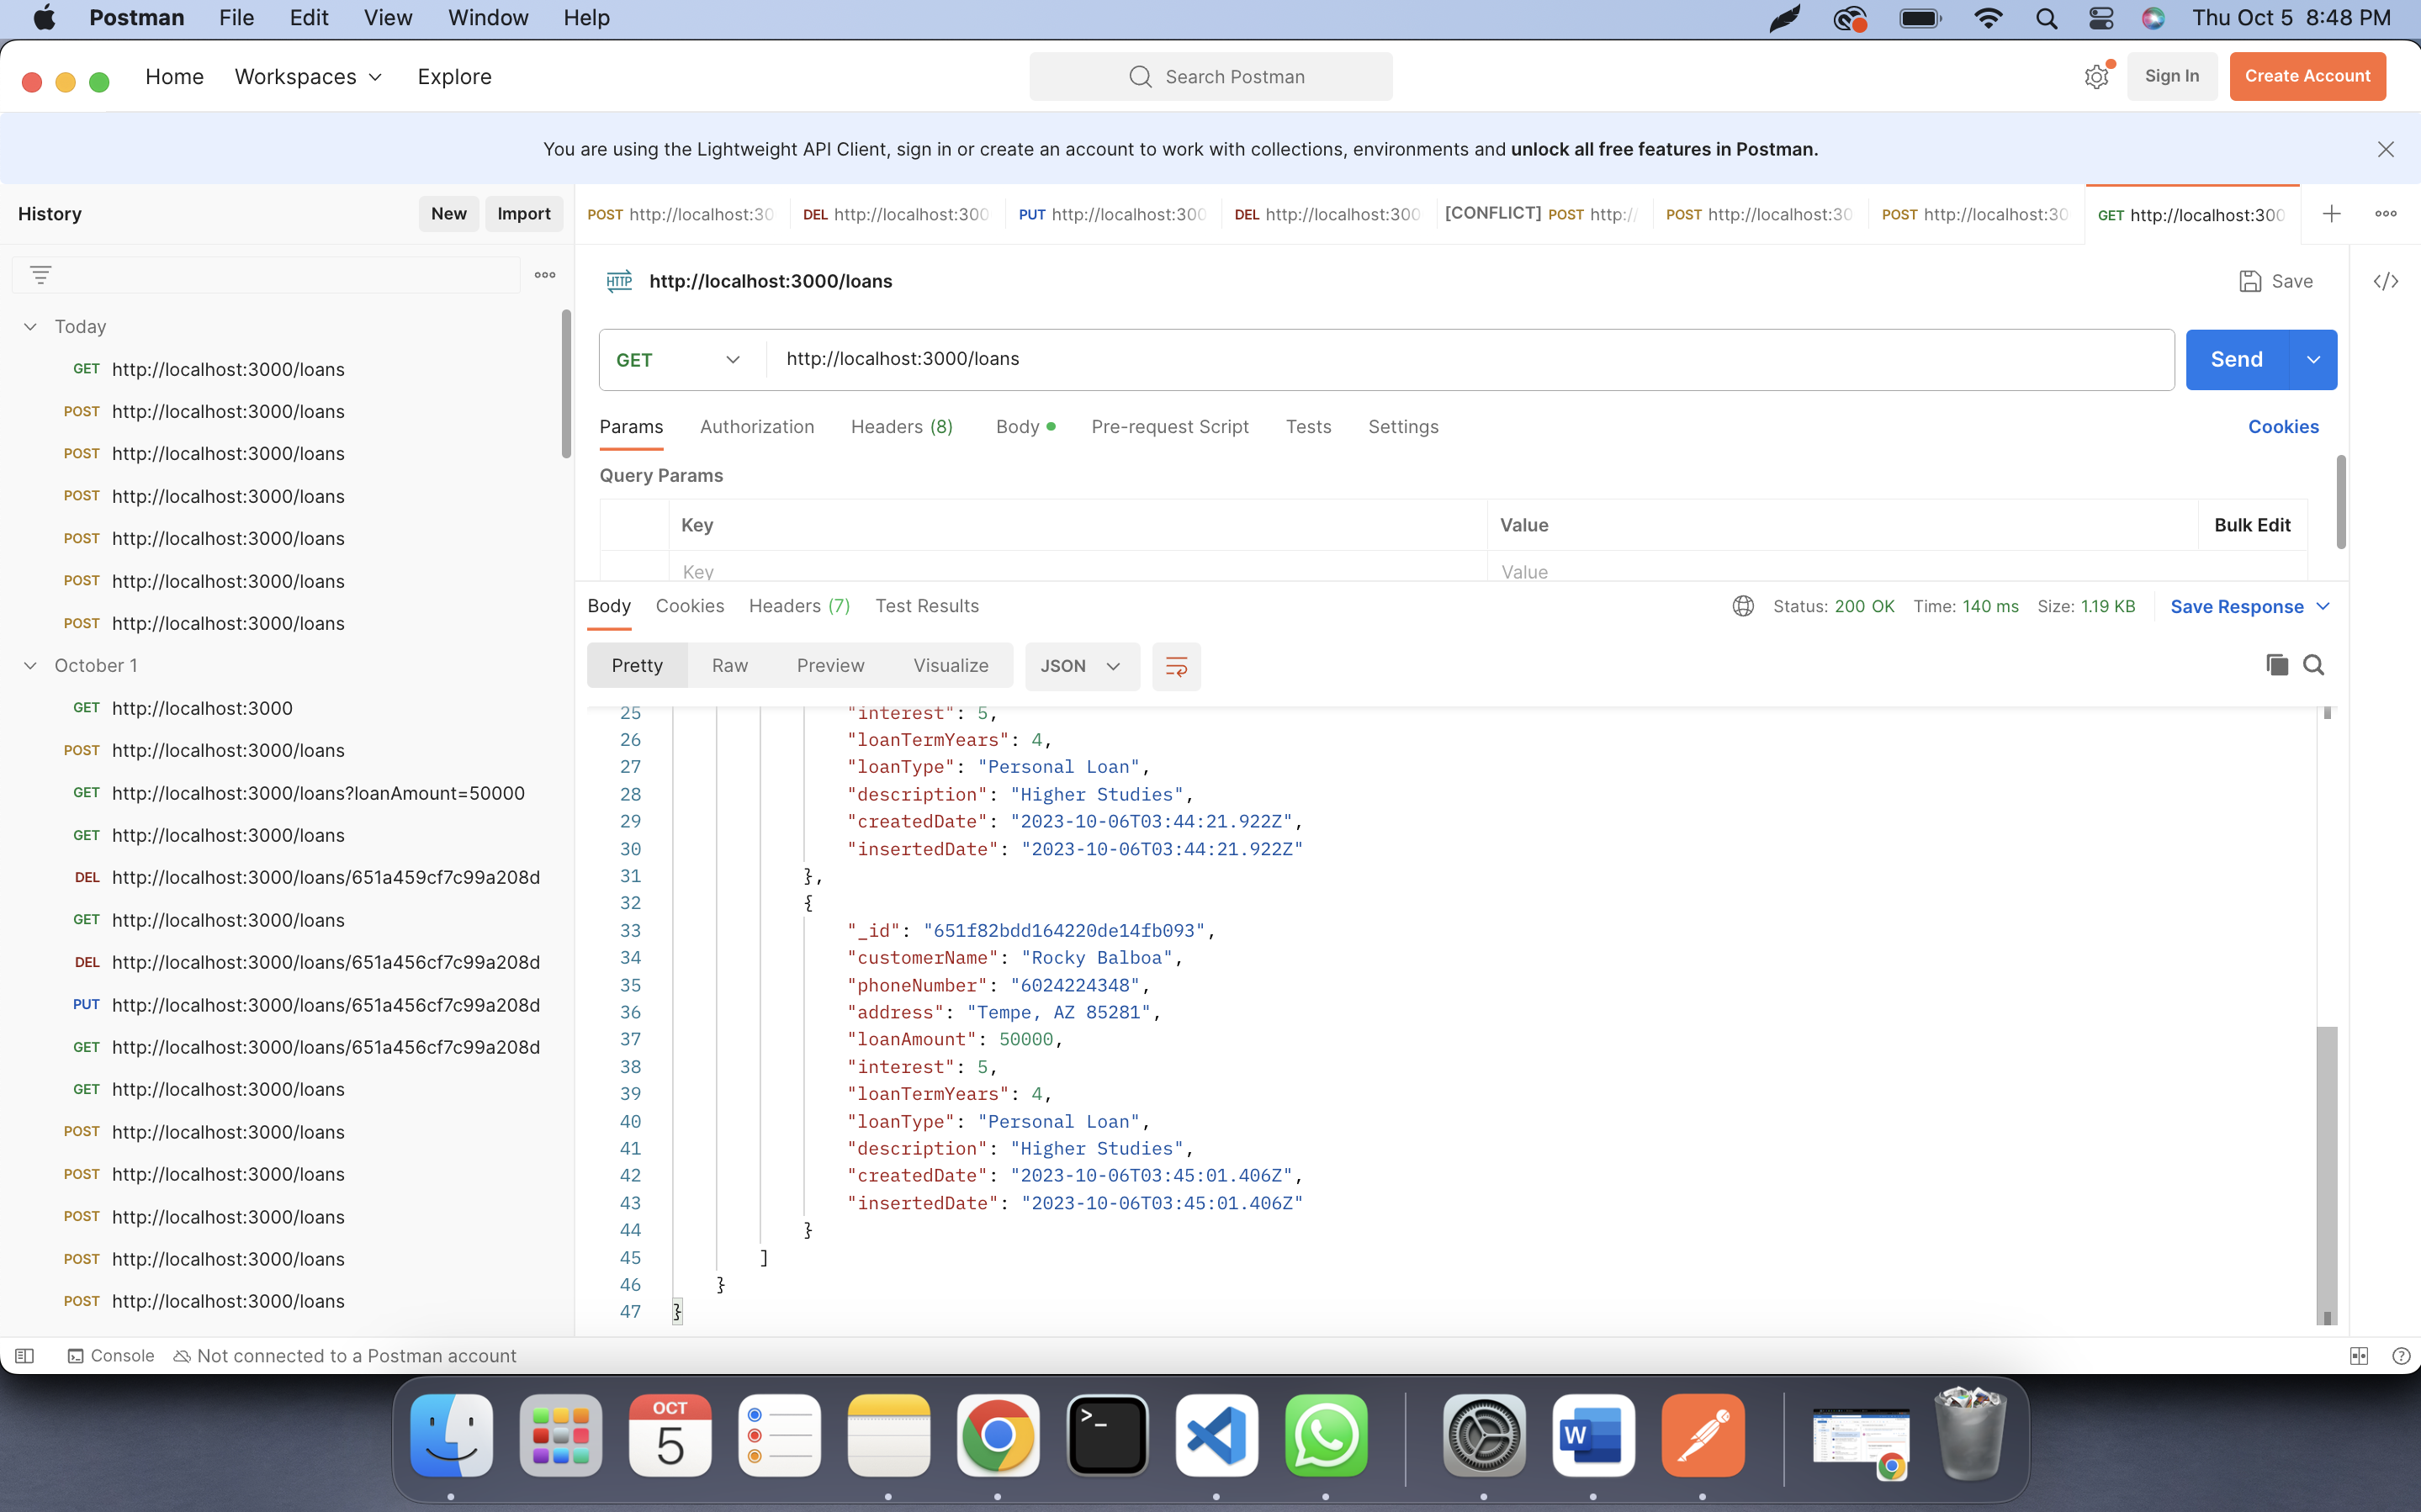 Postman File Edit View Window Help Thu Oct 5 8:48 PM
Home Workspaces Explore Search Postman Sign In Create Account
You are using the Lightweight API Client, sign in or create an account to work with collections, environments and unlock all free features in Postman.
History New Import
POST http://localhost:30 DEL http://localhost:300 PUT http://localhost:300 DEL http://localhost:300 [CONFLICT] POST http:/ POST http://localhost:30 POST http://localhost:30 GET http://localhost:300
Today
GET http://localhost:3000/loans
POST http://localhost:3000/loans
POST http://localhost:3000/loans
POST http://localhost:3000/loans
POST http://localhost:3000/loans
POST http://localhost:3000/loans
POST http://localhost:3000/loans
October 1
GET http://localhost:3000
POST http://localhost:3000/loans
GET http://localhost:3000/loans?loanAmount=50000
GET http://localhost:3000/loans
DEL http://localhost:3000/loans/651a459cf7c99a208d
GET http://localhost:3000/loans
DEL http://localhost:3000/loans/651a456cf7c99a208d
PUT http://localhost:3000/loans/651a456cf7c99a208d
GET http://localhost:3000/loans/651a456cf7c99a208d
GET http://localhost:3000/loans
POST http://localhost:3000/loans
POST http://localhost:3000/loans
POST http://localhost:3000/loans
POST http://localhost:3000/loans
POST http://localhost:3000/loans
HTTP http://localhost:3000/loans Save </>
GET http://localhost:3000/loans Send
Params Authorization Headers (8) Body Pre-request Script Tests Settings Cookies
Query Params
Key Value Bulk Edit
Key Value
Body Cookies Headers (7) Test Results Status: 200 OK Time: 140 ms Size: 1.19 KB Save Response
Pretty Raw Preview Visualize JSON
25 "interest": 5,
26 "loanTermYears": 4,
27 "loanType": "Personal Loan",
28 "description": "Higher Studies",
29 "createdDate": "2023-10-06T03:44:21.922Z",
30 "insertedDate": "2023-10-06T03:44:21.922Z"
31 },
32 {
33 "_id": "651f82bdd164220de14fb093",
34 "customerName": "Rocky Balboa",
35 "phoneNumber": "6024224348",
36 "address": "Tempe, AZ 85281",
37 "loanAmount": 50000,
38 "interest": 5,
39 "loanTermYears": 4,
40 "loanType": "Personal Loan",
41 "description": "Higher Studies",
42 "createdDate": "2023-10-06T03:45:01.406Z",
43 "insertedDate": "2023-10-06T03:45:01.406Z"
44 }
45 ]
46 }
47 }
Console Not connected to a Postman account
OCT
5
>_
W